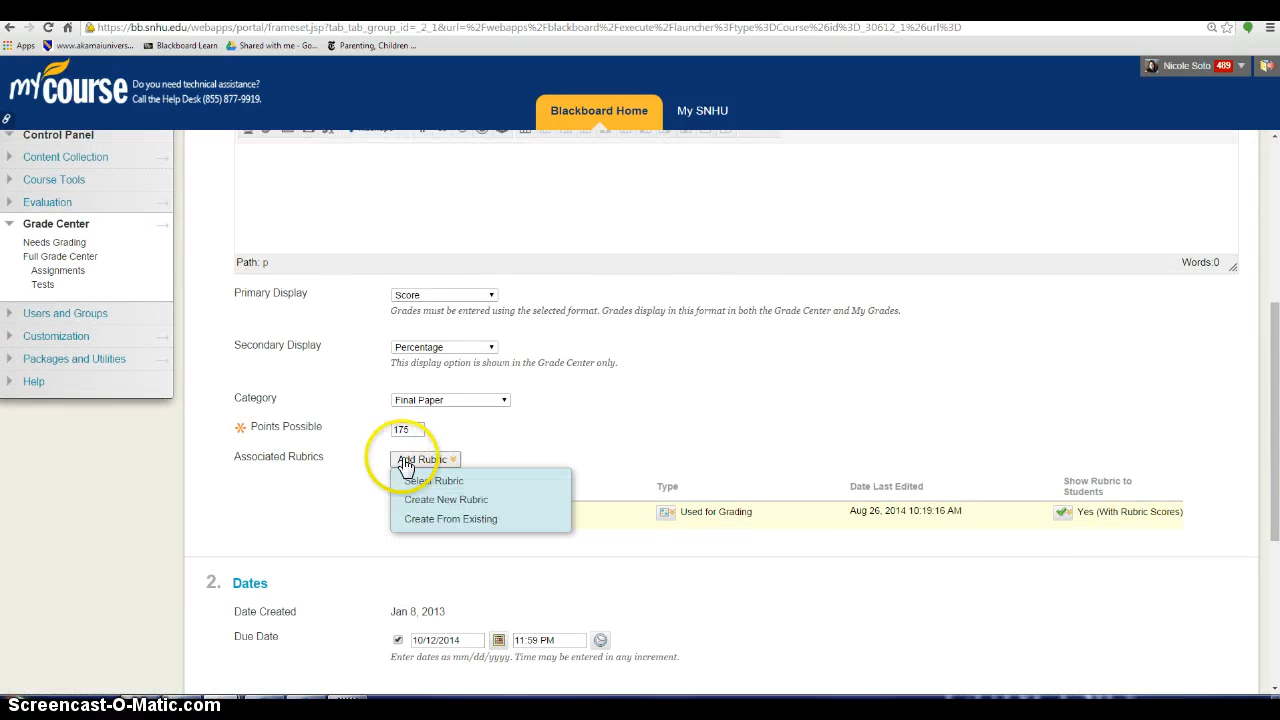 https://bb.snhu.edu/webapps/portal/frameset.jsp?tab_tab_group_id=_2_1&url=%2Fwebapps%2Fblackboard%2Fexecute%2Flauncher%3Ftype%3DCourse%26id%3D_30612_1%26url%3D
Apps www.akamaiunivers... Blackboard Learn Shared with me - Go... Parenting, Children ...
my course
Do you need technical assistance?
Call the Help Desk (855) 877-9919.
Blackboard Home
My SNHU
Nicole Soto 489
Control Panel
Content Collection
Course Tools
Evaluation
Grade Center
Needs Grading
Full Grade Center
Assignments
Tests
Users and Groups
Customization
Packages and Utilities
Help
Path: p
Words:0
Primary Display Score
Grades must be entered using the selected format. Grades display in this format in both the Grade Center and My Grades.
Secondary Display Percentage
This display option is shown in the Grade Center only.
Category Final Paper
Points Possible 175
Associated Rubrics Add Rubric
Select Rubric
Create New Rubric
Create From Existing
Type Date Last Edited Show Rubric to Students
Used for Grading Aug 26, 2014 10:19:16 AM Yes (With Rubric Scores)
2. Dates
Date Created Jan 8, 2013
Due Date 10/12/2014 11:59 PM
Enter dates as mm/dd/yyyy. Time may be entered in any increment.
Screencast-O-Matic.com